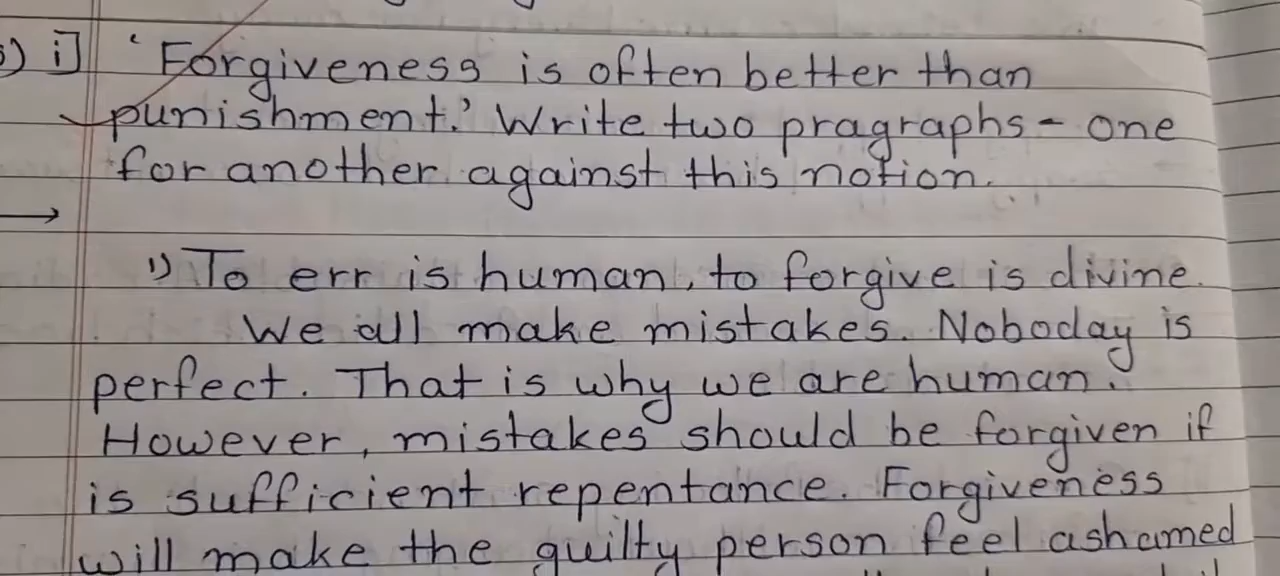 i] 'Forgiveness is often better than
punishment.' Write two pragraphs - one
for another against this notion.
→
1) To err is human, to forgive is divine.
We all make mistakes. Noboday is
perfect. That is why we are human.
However, mistakes should be forgiven if
is sufficient repentance. Forgiveness
will make the guilty person feel ashamed